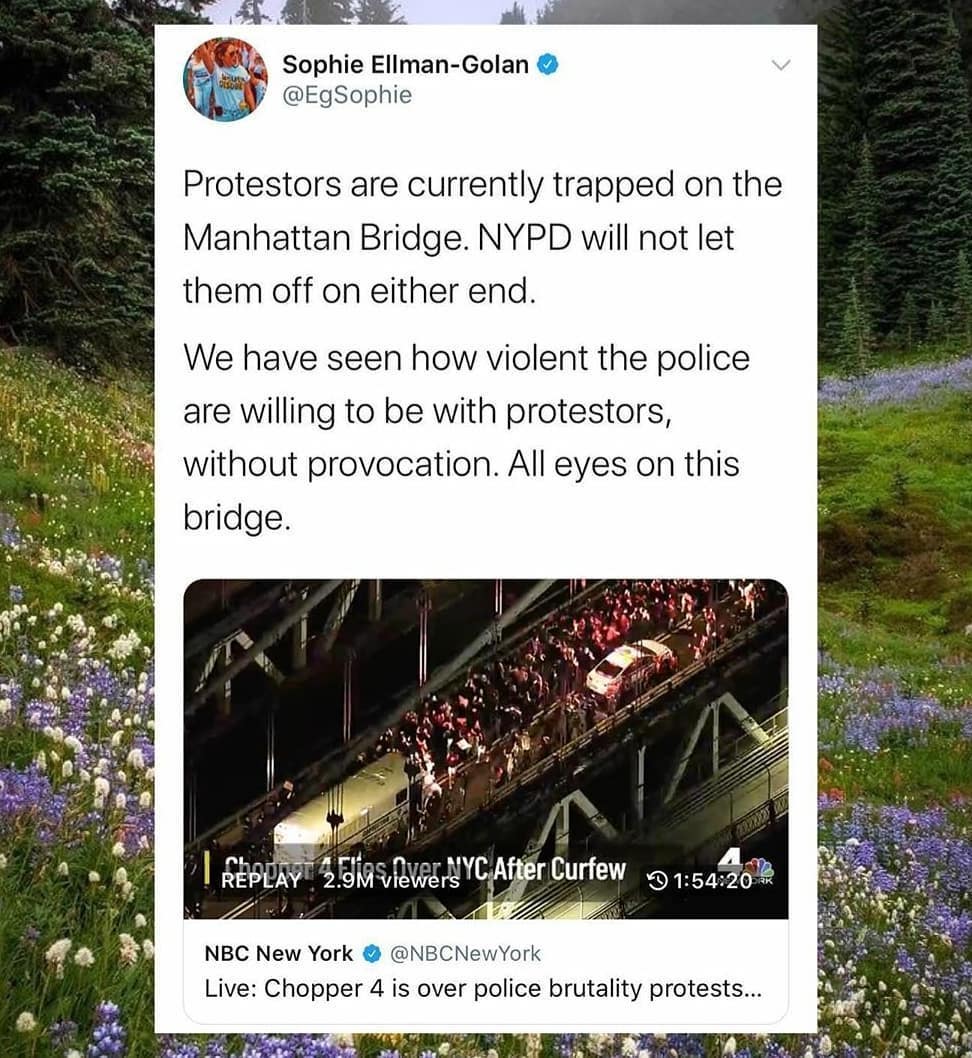 Sophie Ellman-Golan
@EgSophie
Protestors are currently trapped on the
Manhattan Bridge. NYPD will not let
them off on either end.
We have seen how violent the police
are willing to be with protestors,
without provocation. All eyes on this
bridge.
Chopper 4 Flies Over NYC After Curfew
REPLAY 2.9M viewers
4
1:54:20
NBC New York @NBCNewYork
Live: Chopper 4 is over police brutality protests...